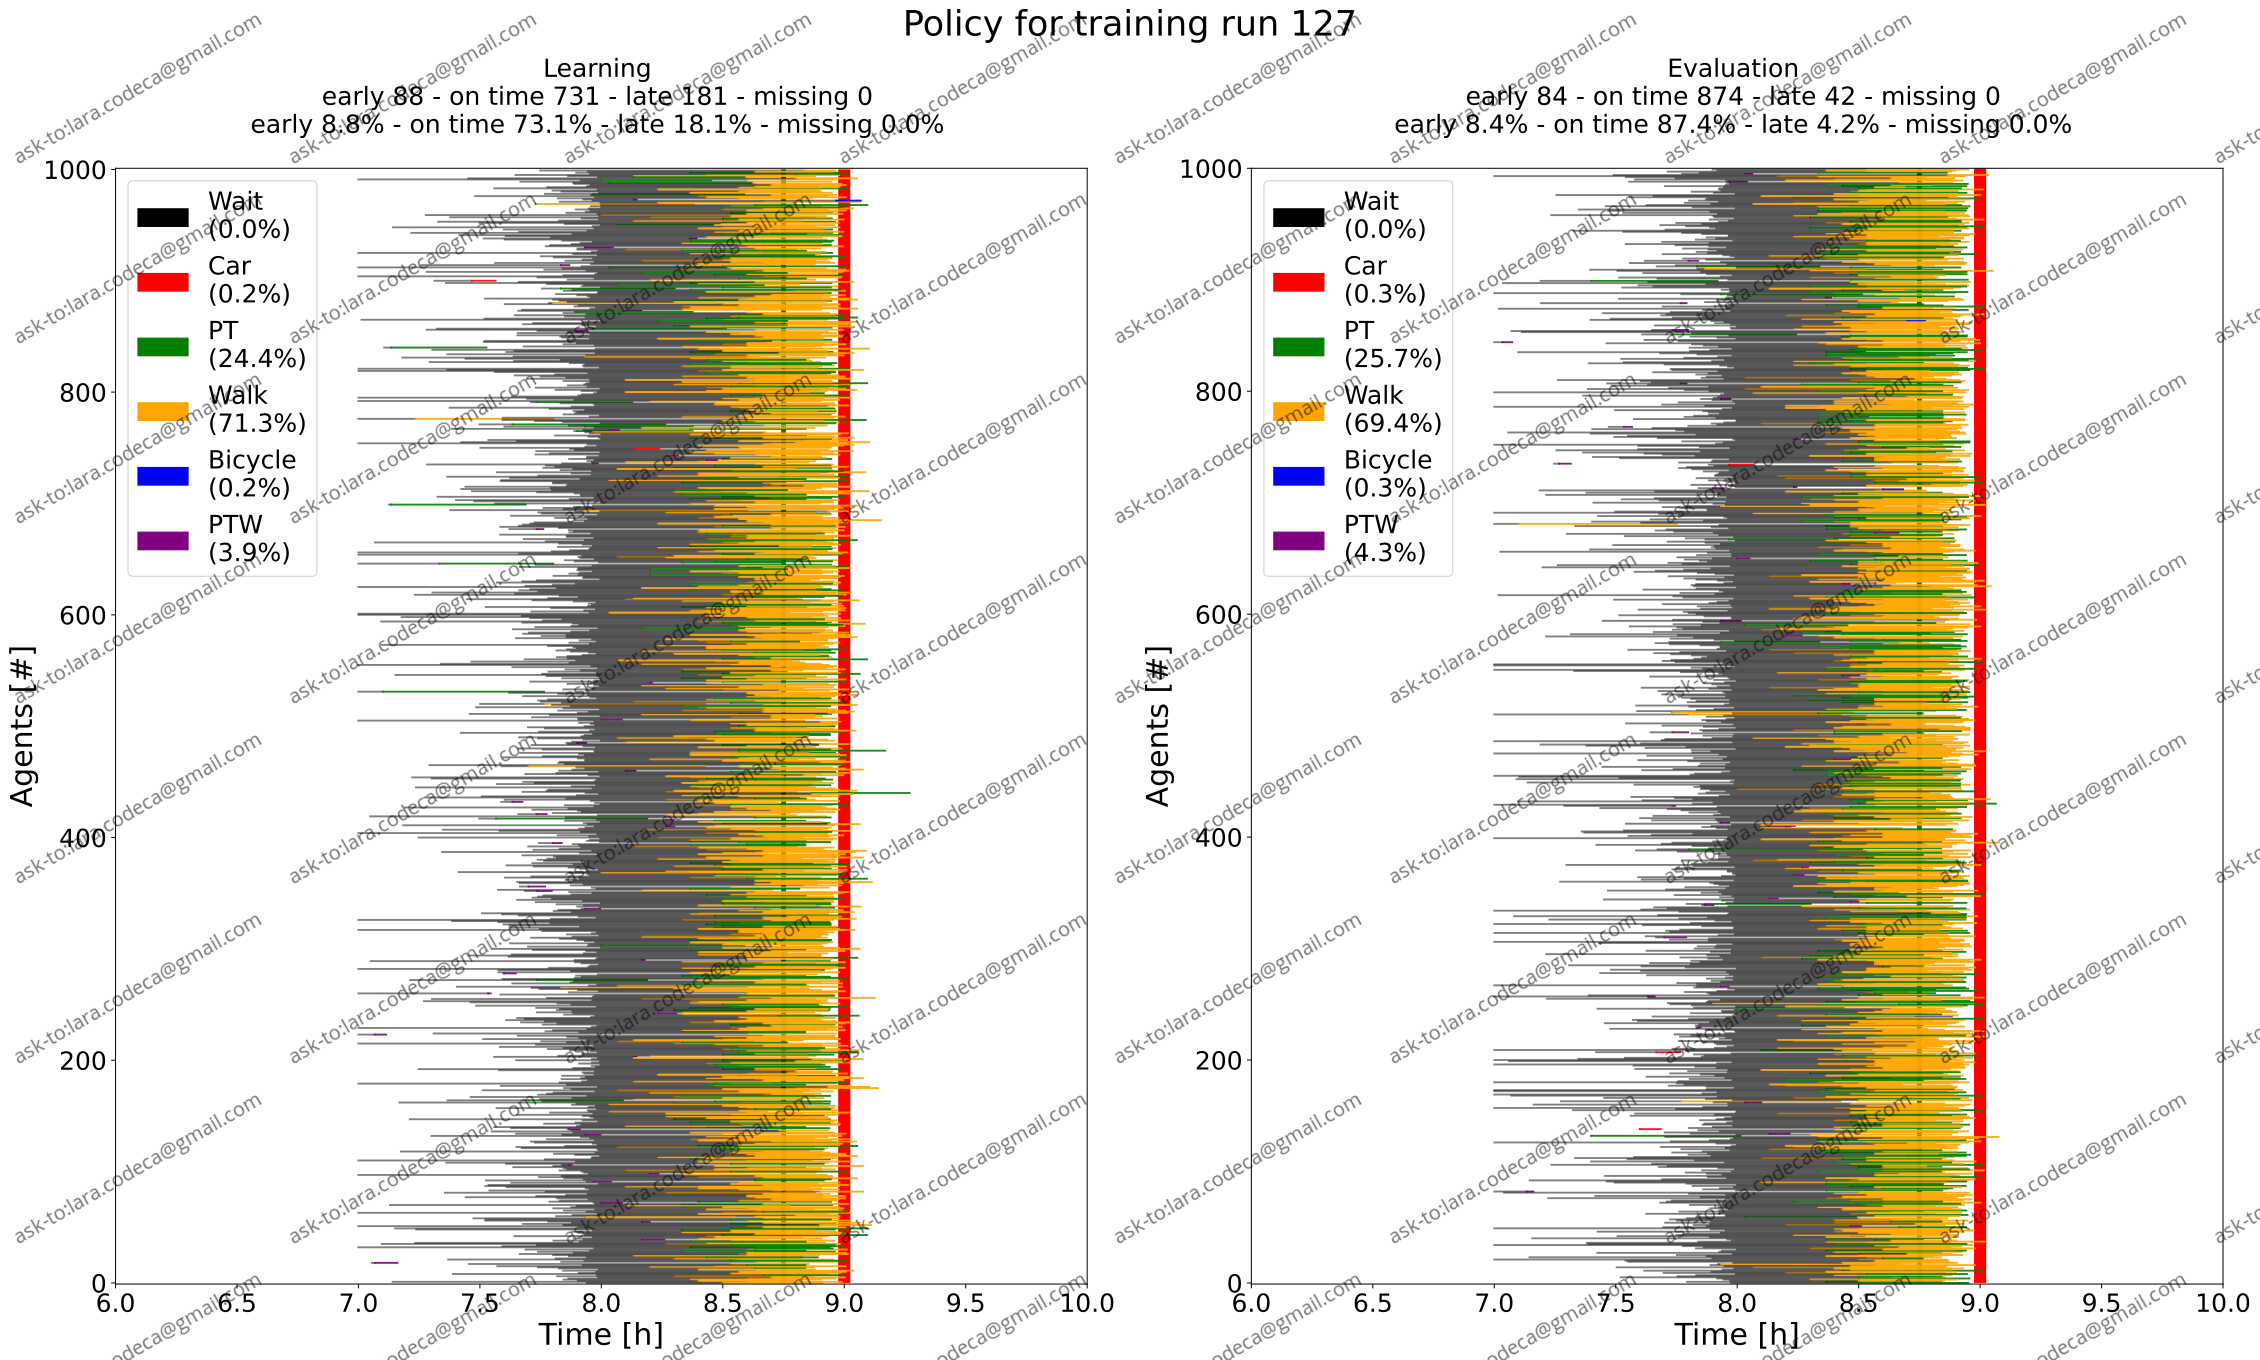 Policy for training run 127
Learning
early 88 - on time 731 - late 181 - missing 0
early 8.8% - on time 73.1% - late 18.1% - missing 0.0%
Agents [#]
1000
800
600
400
200
0
Wait
(0.0%)
Car
(0.2%)
PT
(24.4%)
Walk
(71.3%)
Bicycle
(0.2%)
PTW
(3.9%)
6.0 6.5 7.0 7.5 8.0 8.5 9.0 9.5 10.0
Time [h]
Evaluation
early 84 - on time 874 - late 42 - missing 0
early 8.4% - on time 87.4% - late 4.2% - missing 0.0%
Agents [#]
1000
800
600
400
200
0
Wait
(0.0%)
Car
(0.3%)
PT
(25.7%)
Walk
(69.4%)
Bicycle
(0.3%)
PTW
(4.3%)
6.0 6.5 7.0 7.5 8.0 8.5 9.0 9.5 10.0
Time [h]
ask-to:lara.codeca@gmail.com